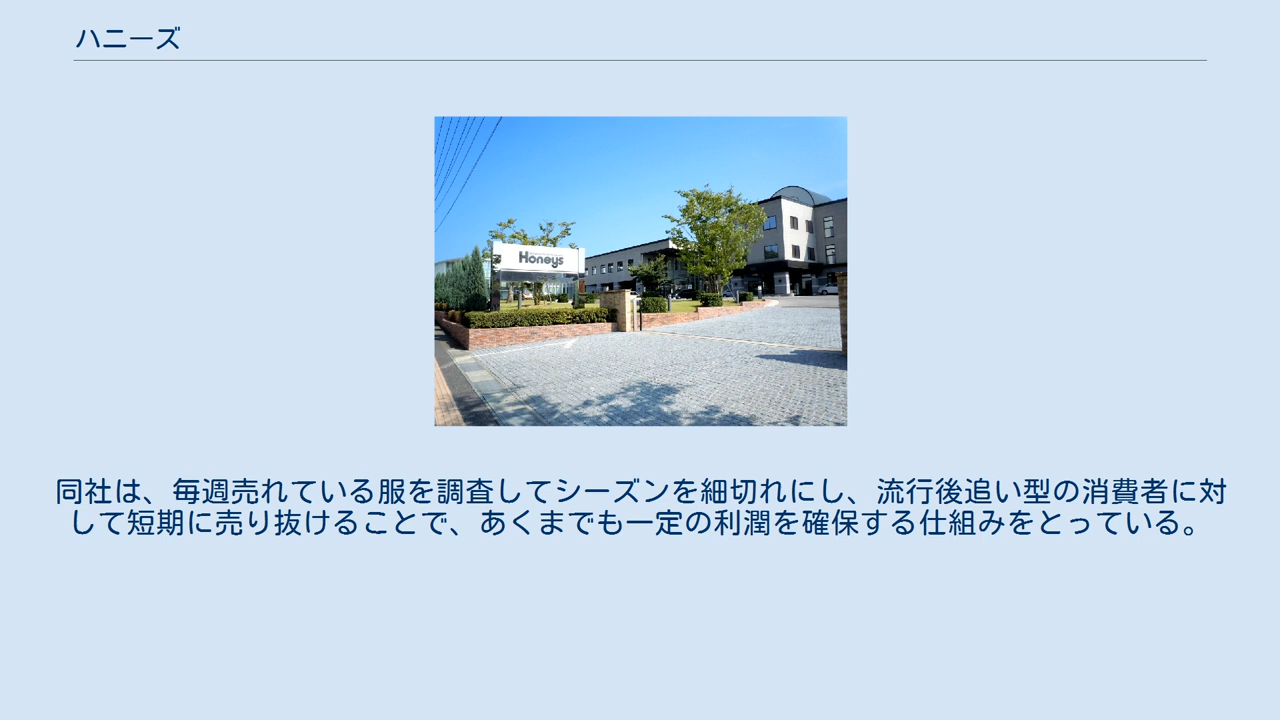 ハニーズ
Honeys
同社は、毎週売れている服を調査してシーズンを細切れにし、流行後追い型の消費者に対
して短期に売り抜けることで、あくまでも一定の利潤を確保する仕組みをとっている。